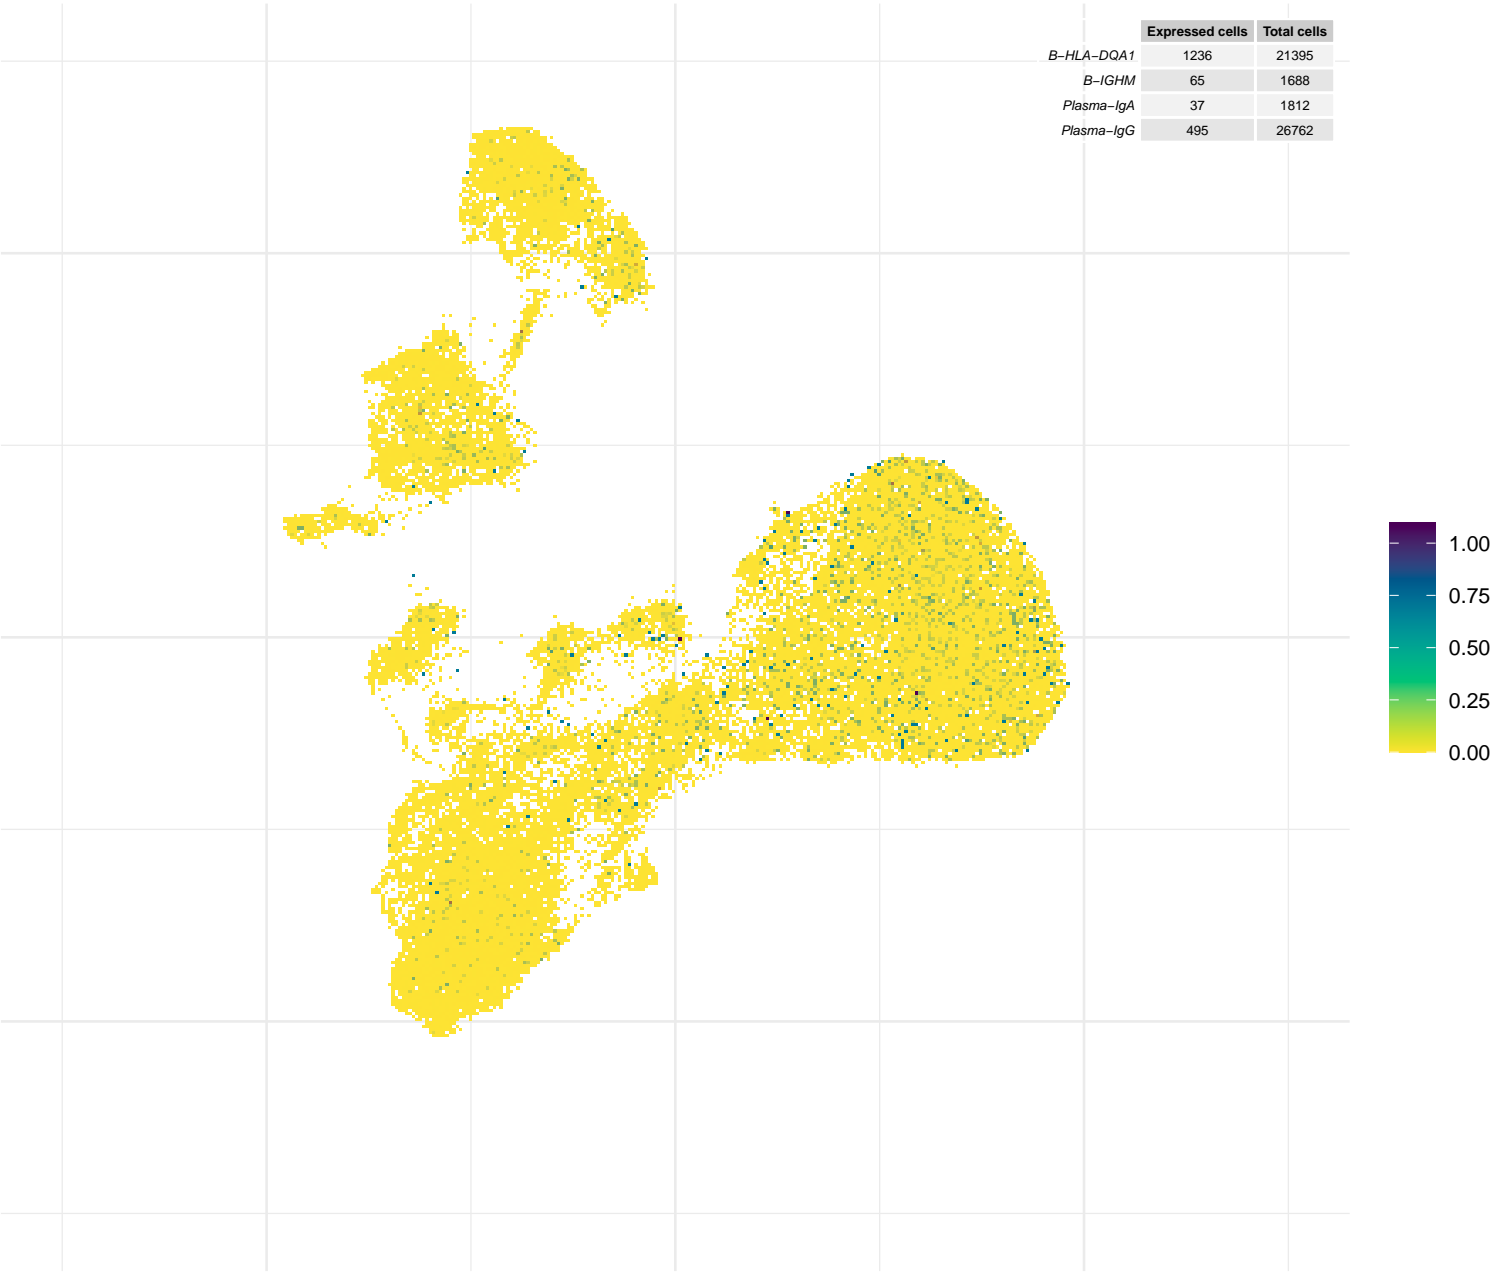 Expressed cells Total cells
B−HLA−DQA1 1236 21395
B−IGHM 65 1688
Plasma−IgA 37 1812
Plasma−IgG 495 26762
1.00
0.75
0.50
0.25
0.00